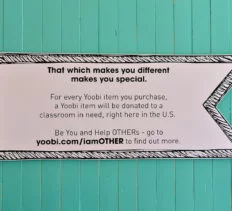 That which makes you different
makes you special.
For every Yoobi item you purchase,
a Yoobi item will be donated to a
classroom in need, right here in the U.S.
Be You and Help OTHERs - go to
yoobi.com/iamOTHER to find out more.